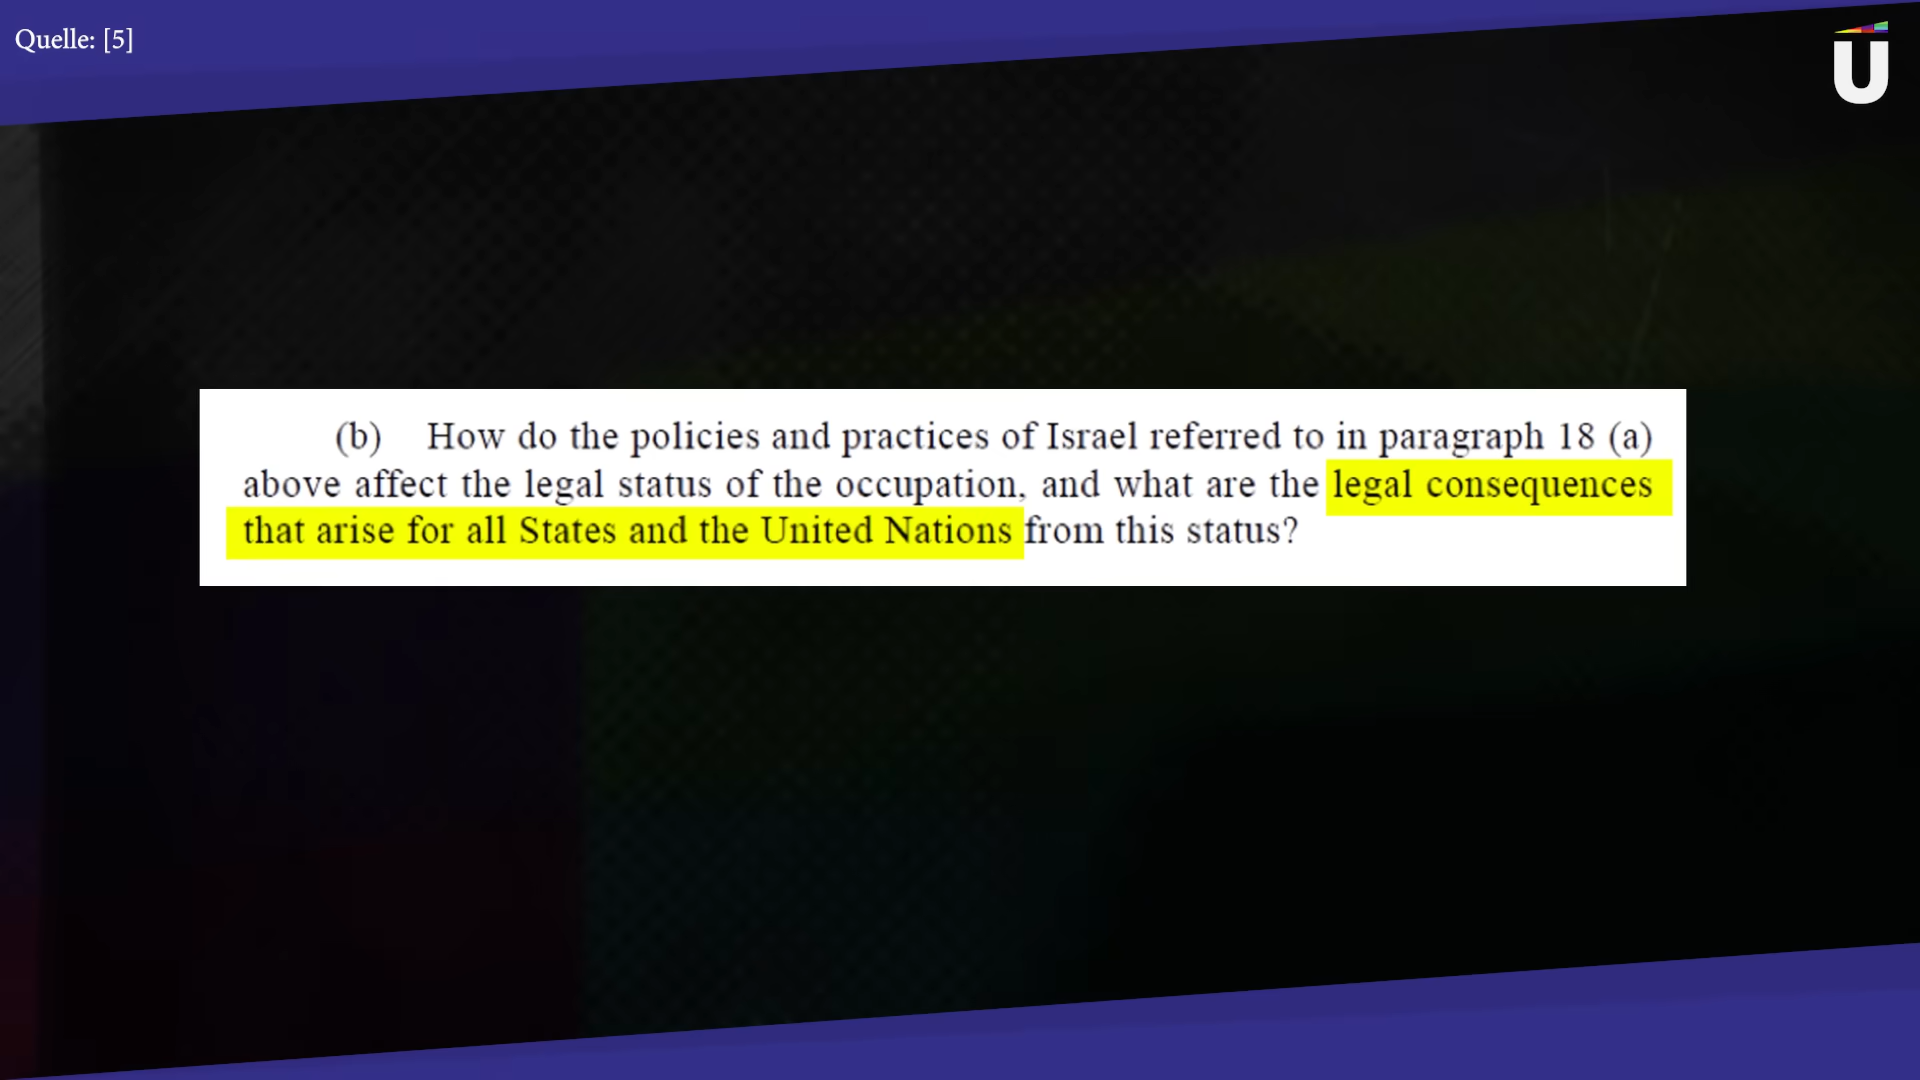 Quelle: [5]
U
(b) How do the policies and practices of Israel referred to in paragraph 18 (a)
above affect the legal status of the occupation, and what are the legal consequences
that arise for all States and the United Nations from this status?